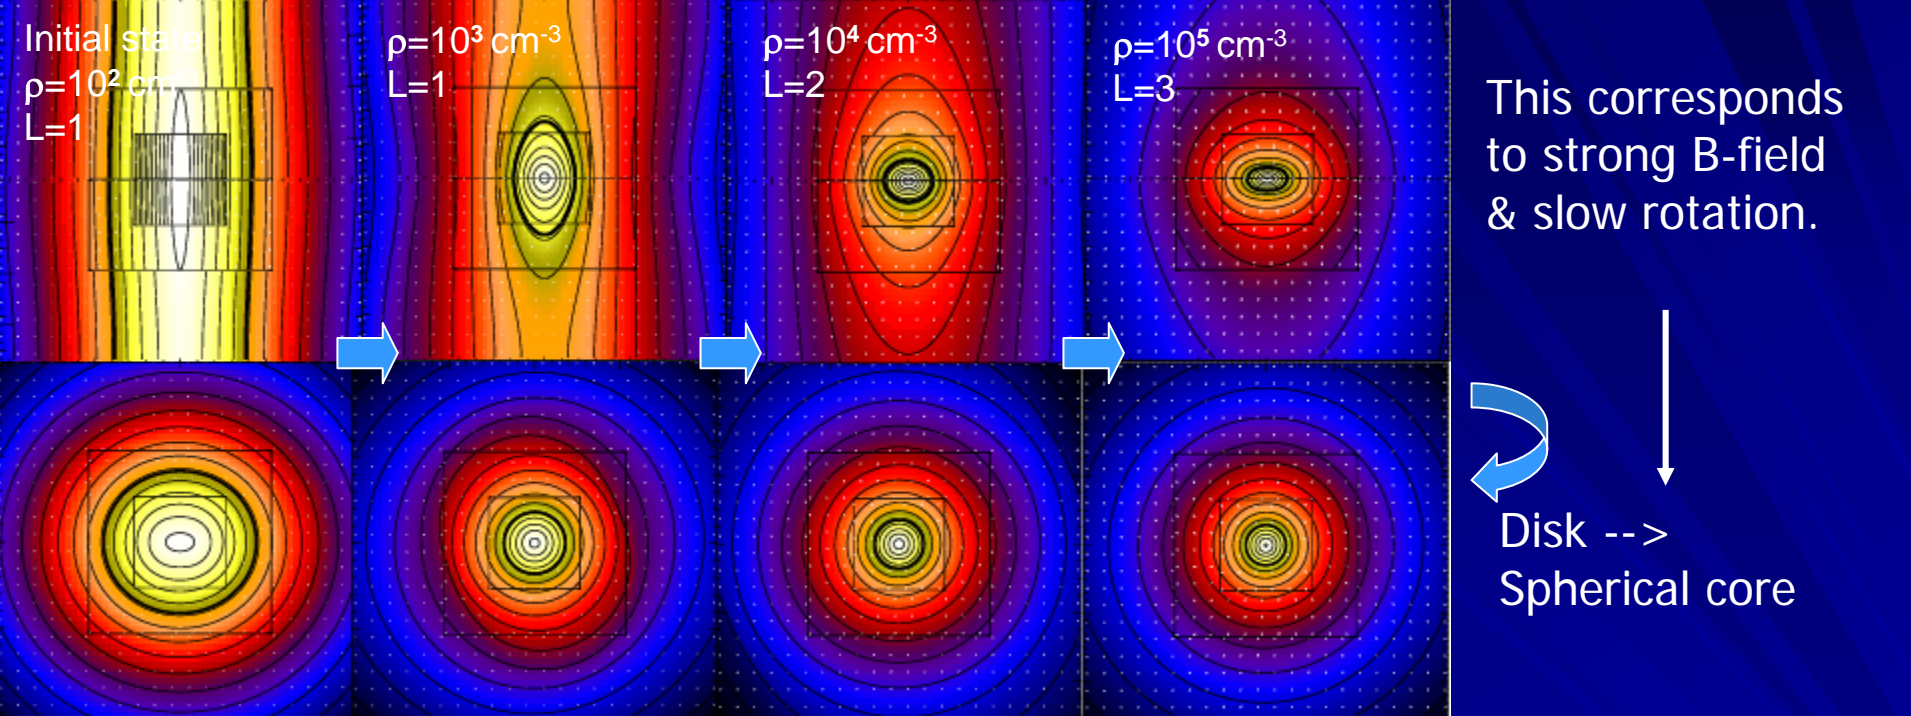 Initial state
ρ=10² cm⁻³
L=1
ρ=10³ cm⁻³
L=1
ρ=10⁴ cm⁻³
L=2
ρ=10⁵ cm⁻³
L=3
This corresponds
to strong B-field
& slow rotation.
Disk -->
Spherical core